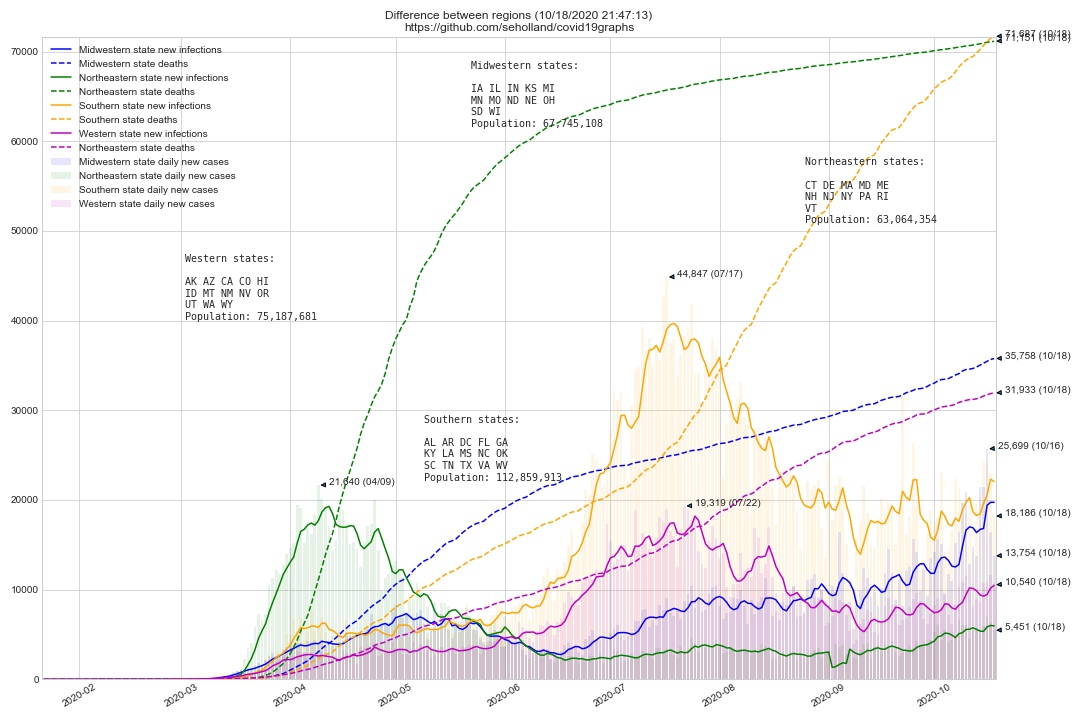 Difference between regions (10/18/2020 21:47:13)
https://github.com/seholland/covid19graphs
Midwestern state new infections
Midwestern state deaths
Northeastern state new infections
Northeastern state deaths
Southern state new infections
Southern state deaths
Western state new infections
Northeastern state deaths
Midwestern state daily new cases
Northeastern state daily new cases
Southern state daily new cases
Western state daily new cases
Midwestern states:
IA IL IN KS MI
MN MO ND NE OH
SD WI
Population: 67,745,108
Northeastern states:
CT DE MA MD ME
NH NJ NY PA RI
VT
Population: 63,064,354
Western states:
AK AZ CA CO HI
ID MT NM NV OR
UT WA WY
Population: 75,187,681
Southern states:
AL AR DC FL GA
KY LA MS NC OK
SC TN TX VA WV
Population: 112,859,913
71,687 (10/18)
71,151 (10/18)
44,847 (07/17)
35,758 (10/18)
31,933 (10/18)
25,699 (10/16)
21,640 (04/09)
19,319 (07/22)
18,186 (10/18)
13,754 (10/18)
10,540 (10/18)
5,451 (10/18)
70000
60000
50000
40000
30000
20000
10000
0
2020-02
2020-03
2020-04
2020-05
2020-06
2020-07
2020-08
2020-09
2020-10